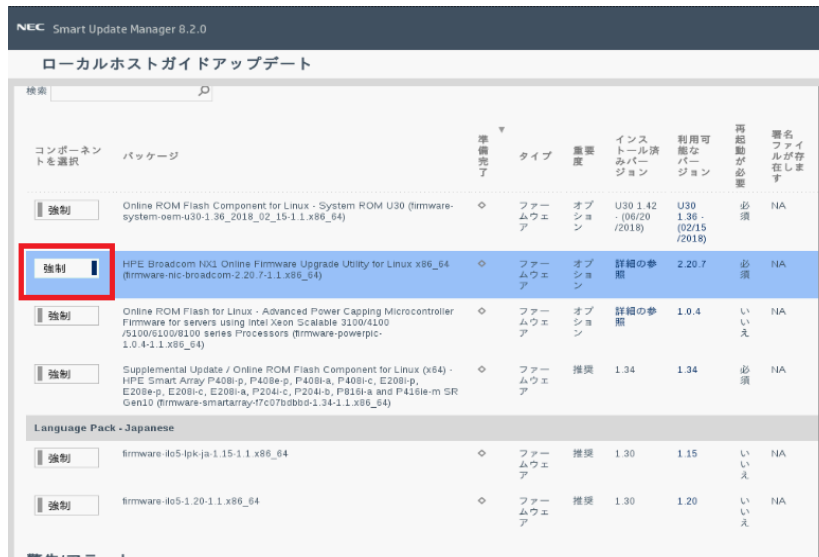 NEC Smart Update Manager 8.2.0
ローカルホストガイドアップデート
検索
コンポーネン
トを選択
パッケージ
準
備
完
了
▼
タイプ
重要
度
インス
トール済
みバー
ジョン
利用可
能な
バー
ジョン
再
起
動
が
必
要
署名
ファイ
ルが存
在しま
す
強制
Online ROM Flash Component for Linux - System ROM U30 (firmware-
system-oem-u30-1.36_2018_02_15-1.1.x86_64)
ファー
ムウェ
ア
オプ
ショ
ン
U30 1.42
- (06/20
/2018)
U30
1.36 -
(02/15
/2018)
必
須
NA
強制
HPE Broadcom NX1 Online Firmware Upgrade Utility for Linux x86_64
(firmware-nic-broadcom-2.20.7-1.1.x86_64)
ファー
ムウェ
ア
オプ
ショ
ン
詳細の参
照
2.20.7
必
須
NA
強制
Online ROM Flash for Linux - Advanced Power Capping Microcontroller
Firmware for servers using Intel Xeon Scalable 3100/4100
/5100/6100/8100 series Processors (firmware-powerpic-
1.0.4-1.1.x86_64)
ファー
ムウェ
ア
オプ
ショ
ン
詳細の参
照
1.0.4
い
い
え
NA
強制
Supplemental Update / Online ROM Flash Component for Linux (x64) -
HPE Smart Array P408i-p, P408e-p, P408i-a, P408i-c, E208i-p,
E208e-p, E208i-c, E208i-a, P204i-c, P204i-b, P816i-a and P416ie-m SR
Gen10 (firmware-smartarray-f7c07bdbbd-1.34-1.1.x86_64)
ファー
ムウェ
ア
推奨
1.34
1.34
必
須
NA
Language Pack - Japanese
強制
firmware-ilo5-lpk-ja-1.15-1.1.x86_64
ファー
ムウェ
ア
推奨
1.30
1.15
い
い
え
NA
強制
firmware-ilo5-1.20-1.1.x86_64
ファー
ムウェ
ア
推奨
1.30
1.20
い
い
え
NA